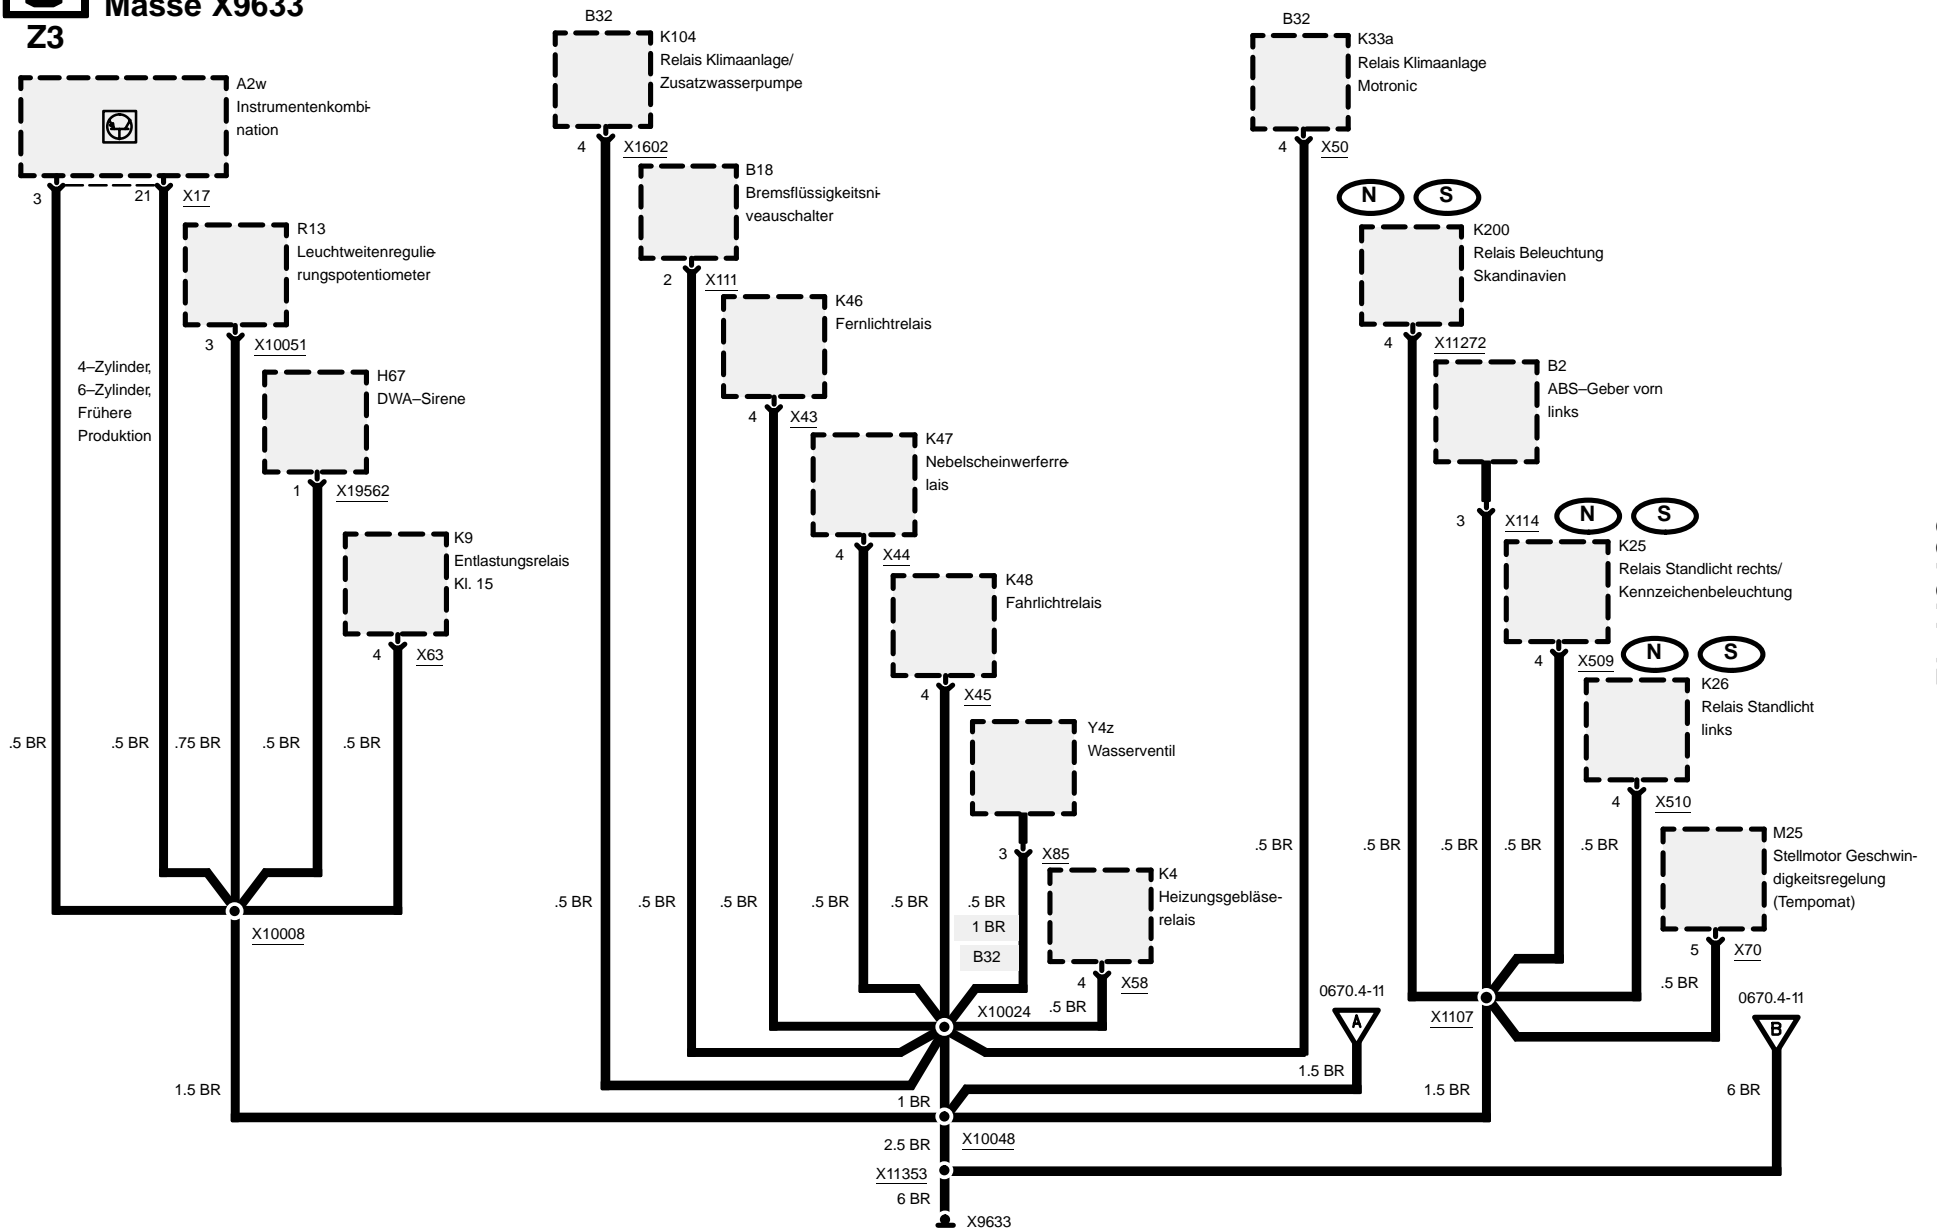 Masse X9633
Z3
A2w
Instrumentenkombi-
nation
3
21
X17
R13
Leuchtweitenregulie-
rungspotentiometer
3
X10051
4–Zylinder,
6–Zylinder,
Frühere
Produktion
H67
DWA–Sirene
1
X19562
K9
Entlastungsrelais
Kl. 15
4
X63
.5 BR
.5 BR
.75 BR
.5 BR
.5 BR
X10008
1.5 BR
B32
K104
Relais Klimaanlage/
Zusatzwasserpumpe
4
X1602
B18
Bremsflüssigkeitsni-
veauschalter
2
X111
K46
Fernlichtrelais
4
X43
K47
Nebelscheinwerferre-
lais
4
X44
K48
Fahrlichtrelais
4
X45
Y4z
Wasserventil
3
X85
K4
Heizungsgebläse-
relais
4
X58
.5 BR
.5 BR
.5 BR
.5 BR
.5 BR
.5 BR
1 BR
B32
X10024
.5 BR
B32
K33a
Relais Klimaanlage
Motronic
4
X50
N
S
K200
Relais Beleuchtung
Skandinavien
4
X11272
B2
ABS–Geber vorn
links
3
X114
N
S
K25
Relais Standlicht rechts/
Kennzeichenbeleuchtung
4
X509
N
S
K26
Relais Standlicht
links
4
X510
M25
Stellmotor Geschwin-
digkeitsregelung
(Tempomat)
5
X70
.5 BR
.5 BR
.5 BR
.5 BR
.5 BR
.5 BR
0670.4-11
A
X1107
0670.4-11
B
1.5 BR
1.5 BR
6 BR
1 BR
2.5 BR
X10048
X11353
6 BR
X9633